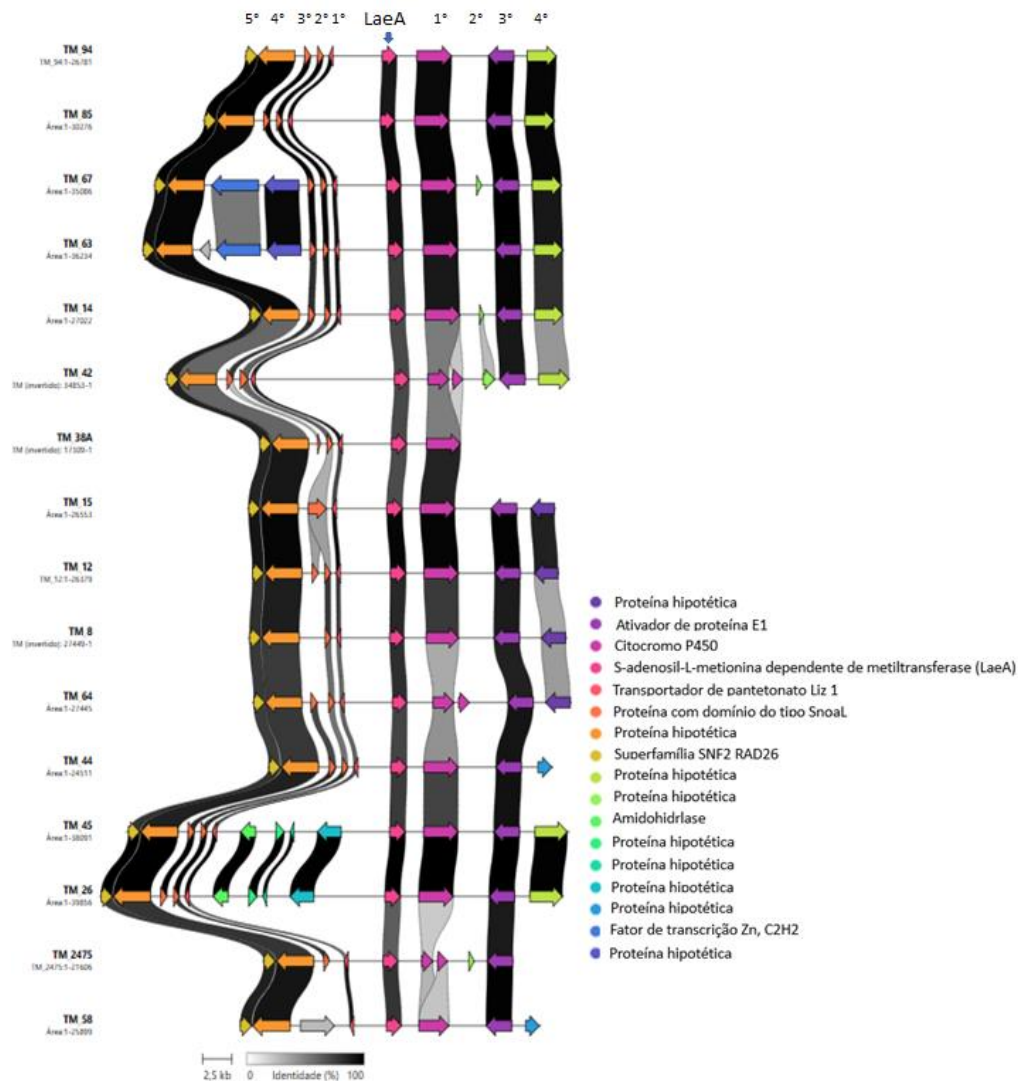 5° 4° 3° 2° 1° LaeA 1° 2° 3° 4°
TM 94
TM_94:1-26781
TM 85
Área:1-30276
TM 67
Área:1-35086
TM 63
Área:1-36234
TM 14
Área:1-27022
TM 42
TM (invertido): 34853-1
TM 38A
TM (invertido): 17309-1
TM 15
Área:1-26553
TM 12
TM_12:1-26379
TM 8
TM (invertido): 27449-1
TM 64
Área:1-27445
TM 44
Área:1-24511
TM 45
Área:1-38001
TM 26
Área:1-39856
TM 2475
TM_2475:1-21606
TM 58
Área:1-25899
Proteína hipotética
Ativador de proteína E1
Citocromo P450
S-adenosil-L-metionina dependente de metiltransferase (LaeA)
Transportador de pantetonato Liz 1
Proteína com domínio do tipo SnoaL
Proteína hipotética
Superfamília SNF2 RAD26
Proteína hipotética
Proteína hipotética
Amidohidrlase
Proteína hipotética
Proteína hipotética
Proteína hipotética
Proteína hipotética
Fator de transcrição Zn, C2H2
Proteína hipotética
2,5 kb 0 Identidade (%) 100